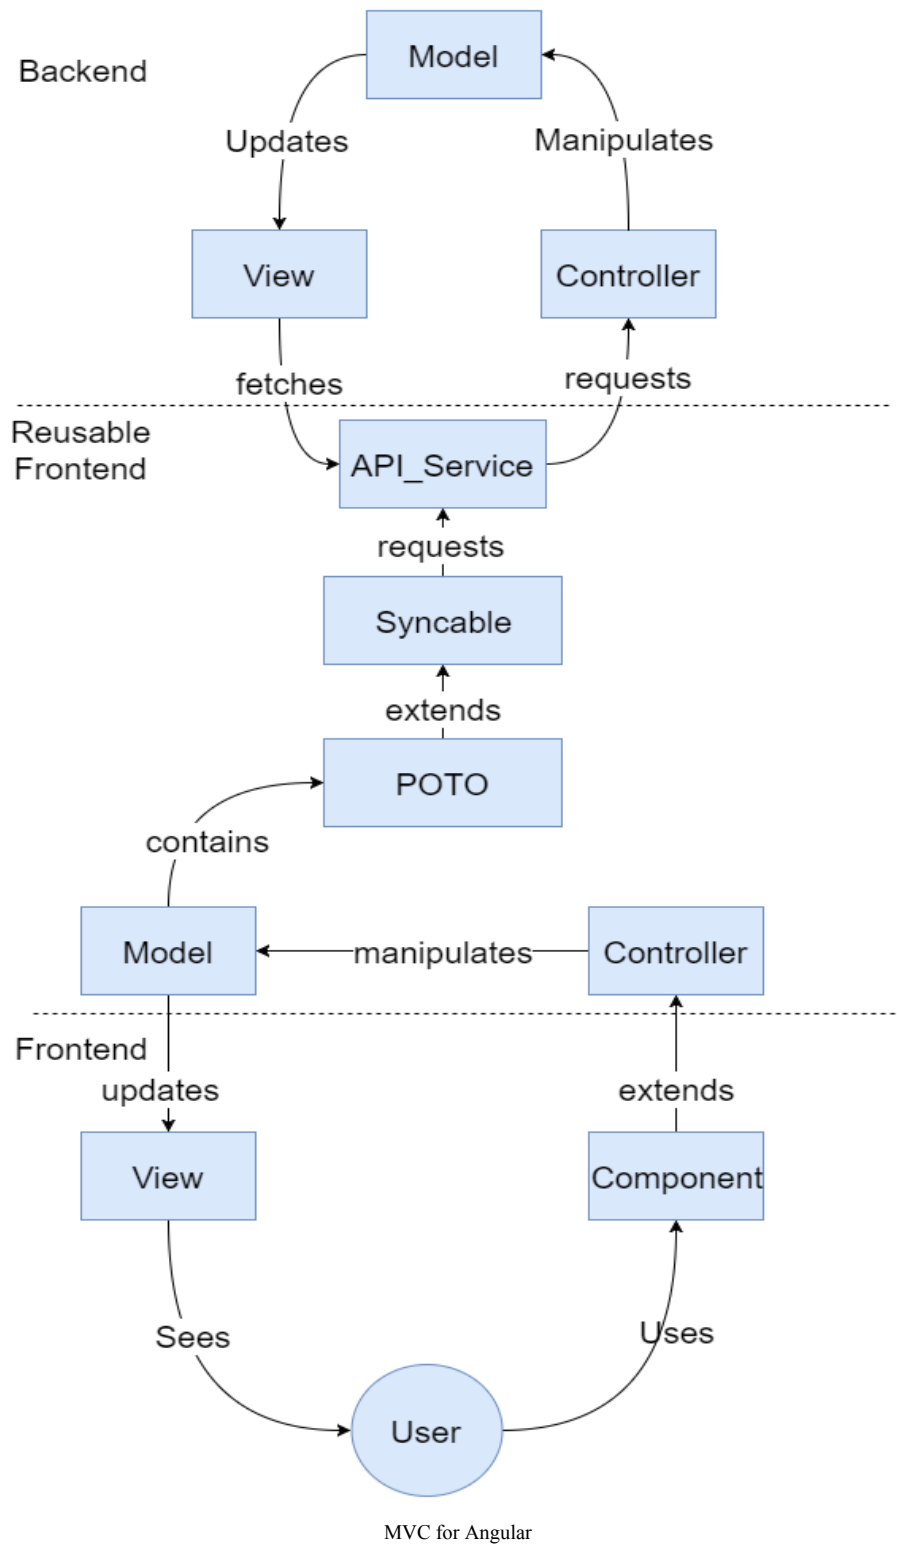 Model
Backend
Updates
Manipulates
View
Controller
fetches
requests
Reusable
Frontend
API_Service
requests
Syncable
extends
POTO
contains
Model
manipulates
Controller
Frontend
updates
extends
View
Component
Sees
Uses
User
MVC for Angular